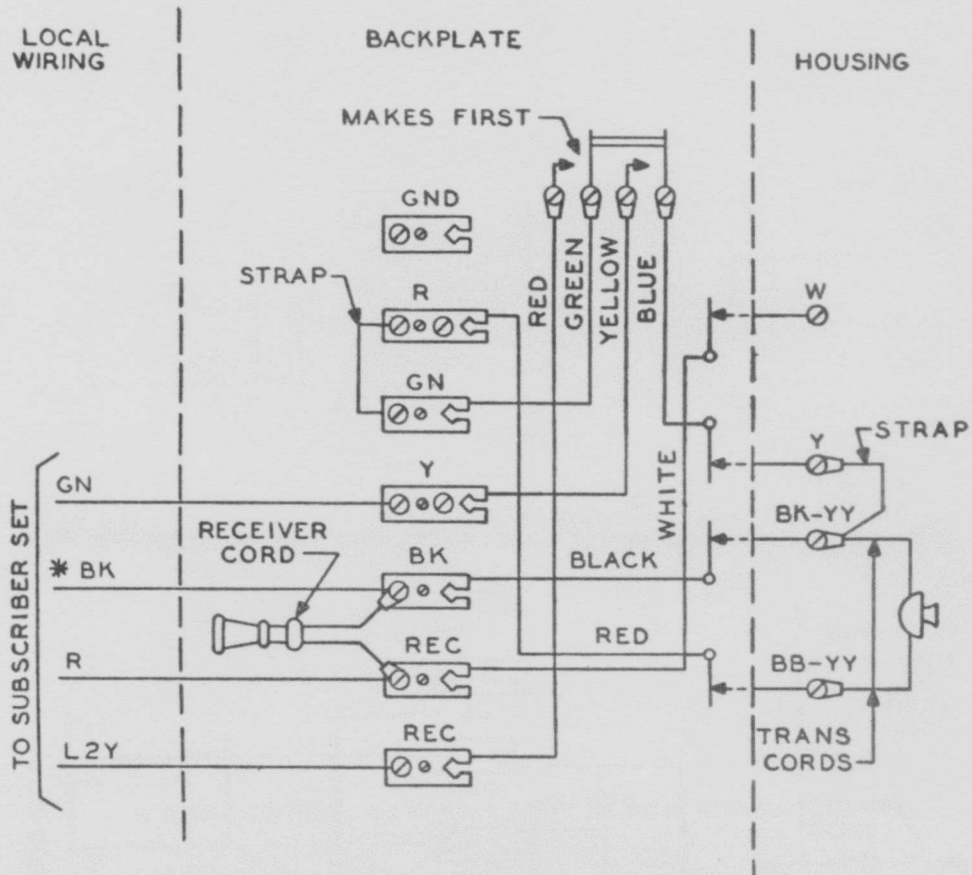 LOCAL
WIRING
BACKPLATE
HOUSING
MAKES FIRST
GND
STRAP
R
RED
GREEN
YELLOW
BLUE
W
GN
Y
STRAP
Y
WHITE
GN
BK-YY
RECEIVER
CORD
* BK
BK
BLACK
RED
R
REC
BB-YY
TO SUBSCRIBER SET
REC
L2Y
TRANS
CORDS